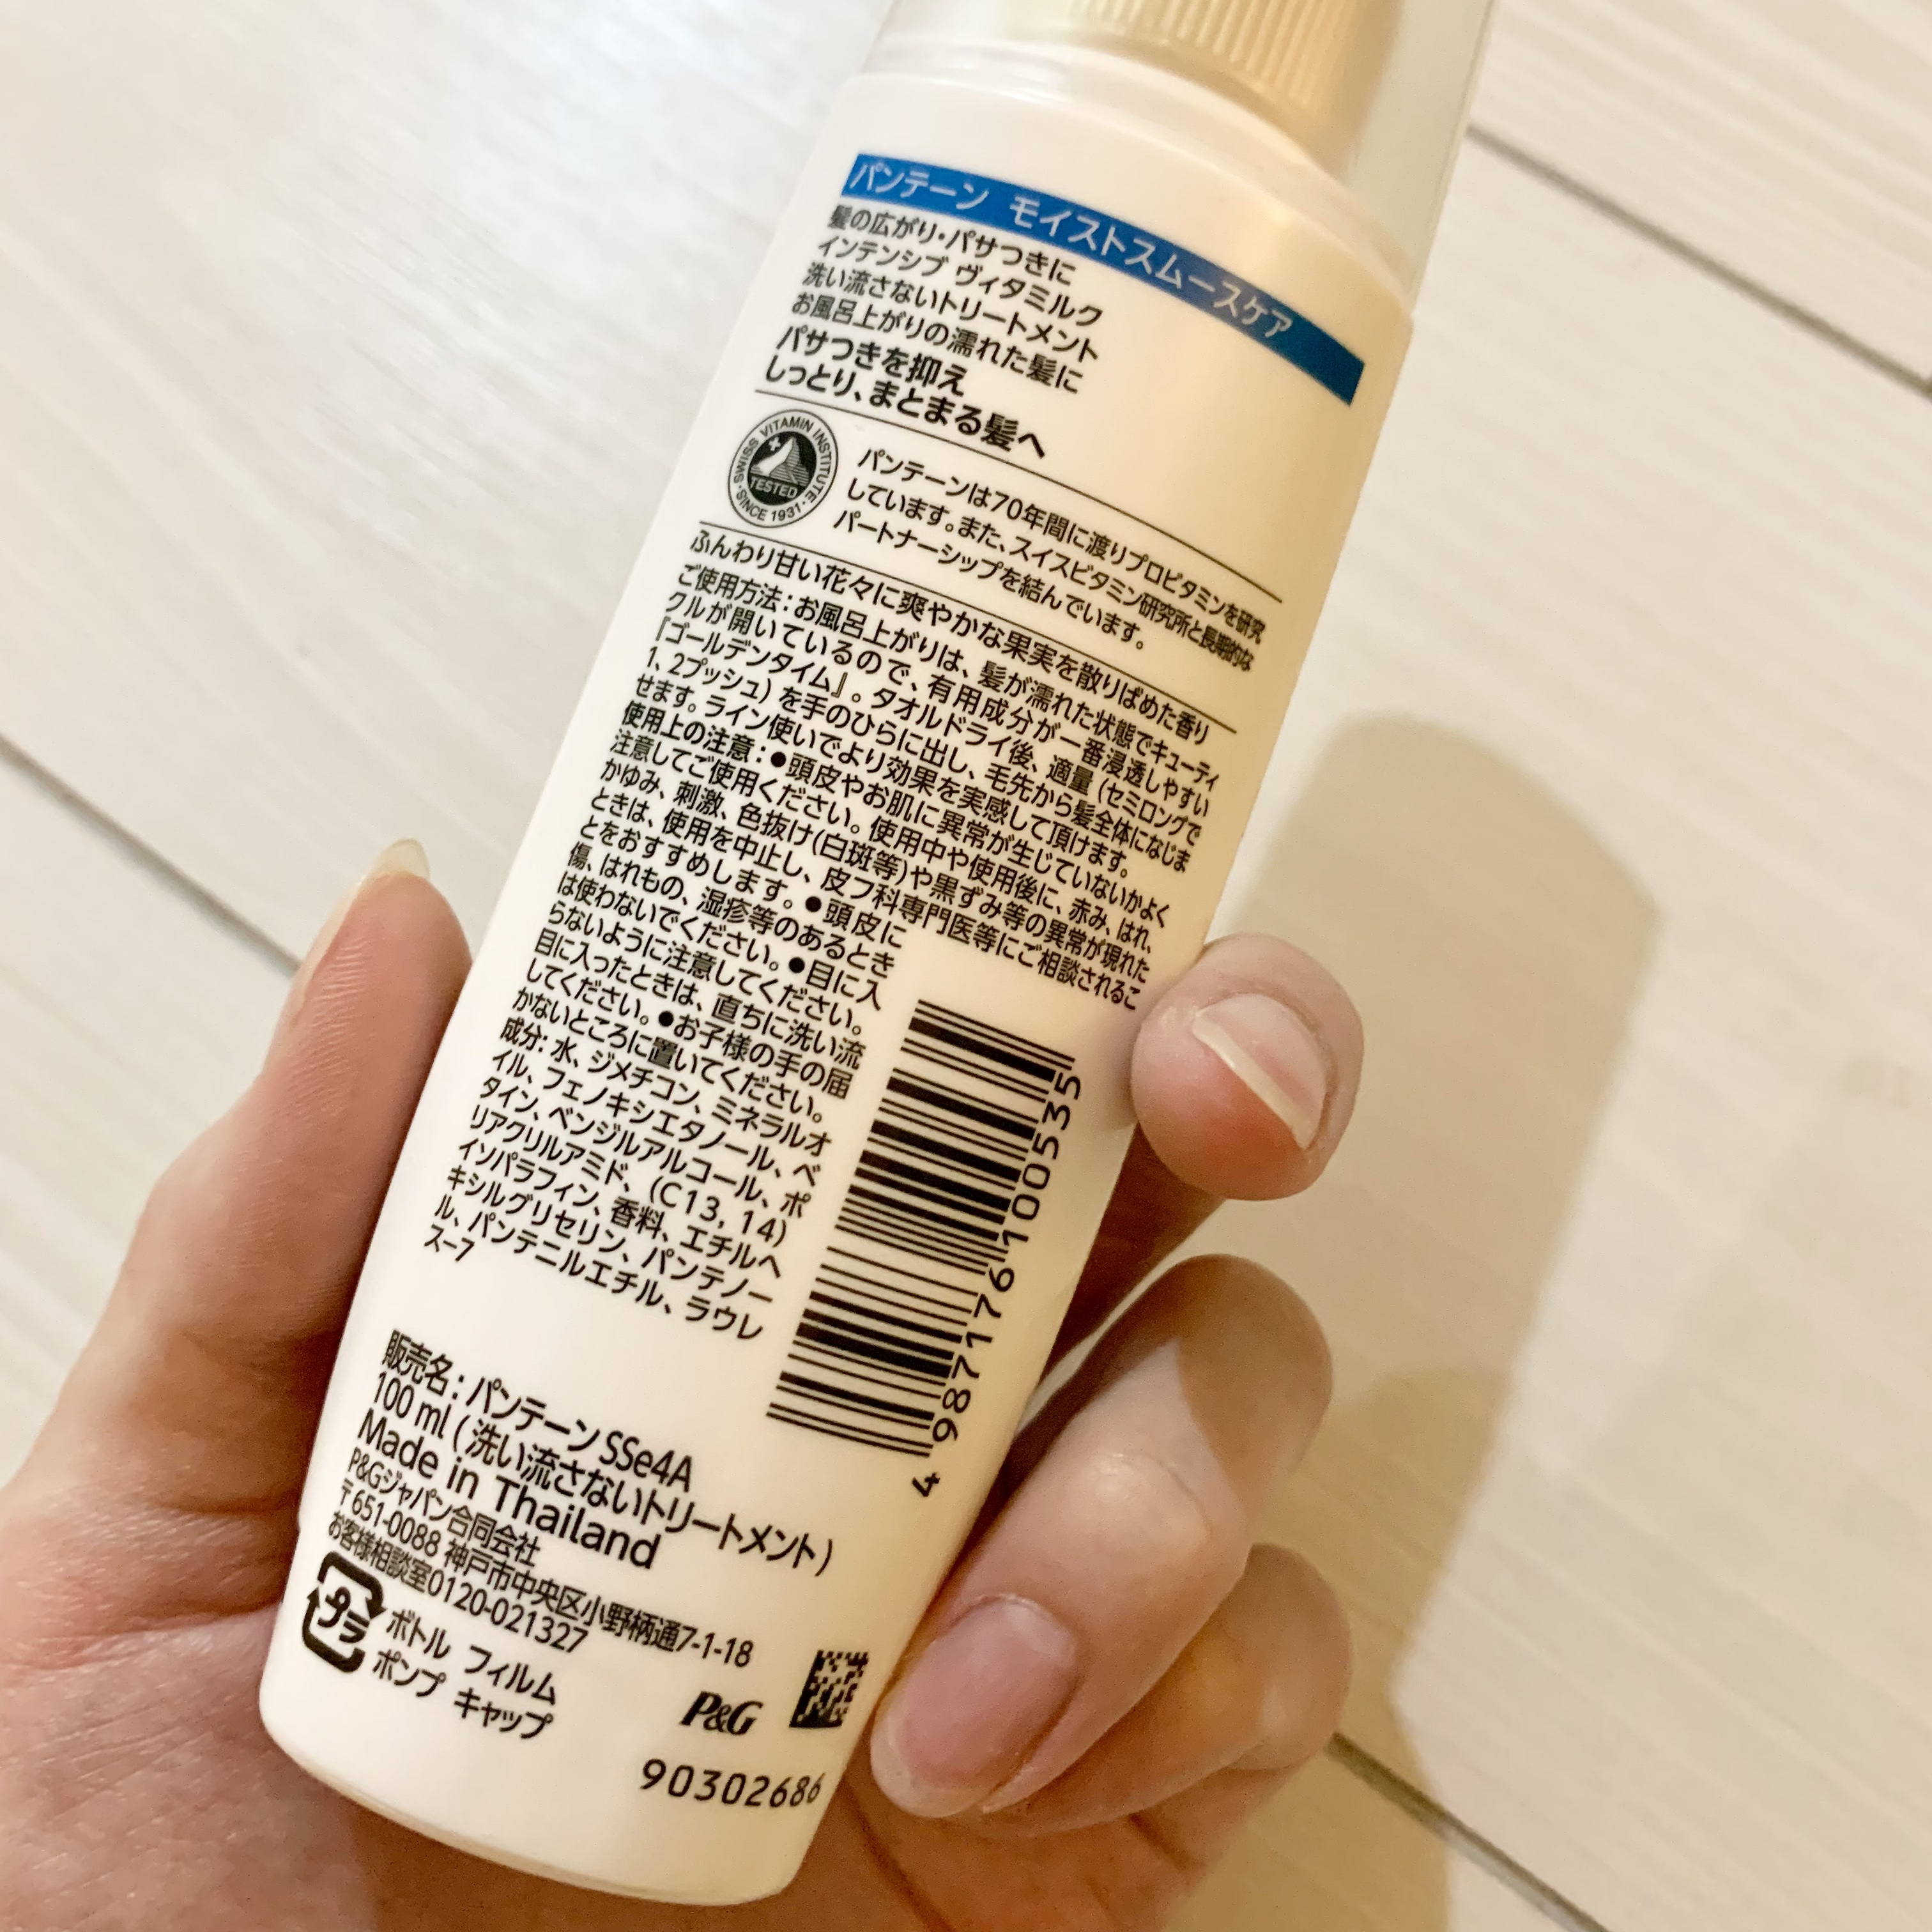 パンテーン モイストスムースケア
髪の広がり・パサつきに
インテンシブ ヴィタミルク
洗い流さないトリートメント
お風呂上がりの濡れた髪に
パサつきを抑え
しっとり、まとまる髪へ
SWISS VITAMIN INSTITUTE
TESTED
SINCE 1931
パンテーンは70年間に渡りプロビタミンを研究
しています。また、スイスビタミン研究所と長期的な
パートナーシップを結んでいます。
ふんわり甘い花々に爽やかな果実を散りばめた香り
ご使用方法：お風呂上がりは、髪が濡れた状態でキューティ
クルが開いているので、有用成分が一番浸透しやすい
『ゴールデンタイム』。タオルドライ後、適量（セミロングで
1、2プッシュ）を手のひらに出し、毛先から髪全体になじま
せます。ライン使いでより効果を実感して頂けます。
使用上の注意：●頭皮やお肌に異常が生じていないかよく
注意してご使用ください。使用中や使用後に、赤み、はれ、
かゆみ、刺激、色抜け(白斑等)や黒ずみ等の異常が現れた
ときは、使用を中止し、皮フ科専門医等にご相談されるこ
とをおすすめします。●頭皮に
傷、はれもの、湿疹等のあるとき
は使わないでください。●目に入
らないように注意してください。
目に入ったときは、直ちに洗い流
してください。●お子様の手の届
かないところに置いてください。
成分：水、ジメチコン、ミネラルオ
イル、フェノキシエタノール、ベ
タイン、ベンジルアルコール、ポ
リアクリルアミド、(C13, 14)
イソパラフィン、香料、エチルヘ
キシルグリセリン、パンテノー
ル、パンテニルエチル、ラウレ
ス-7
4 987176 100535
販売名：パンテーンSSe4A
100 ml (洗い流さないトリートメント)
Made in Thailand
P&Gジャパン合同会社
〒651-0088 神戸市中央区小野柄通7-1-18
お客様相談室0120-021327
プラ
ボトル フィルム
ポンプ キャップ
P&G
90302686